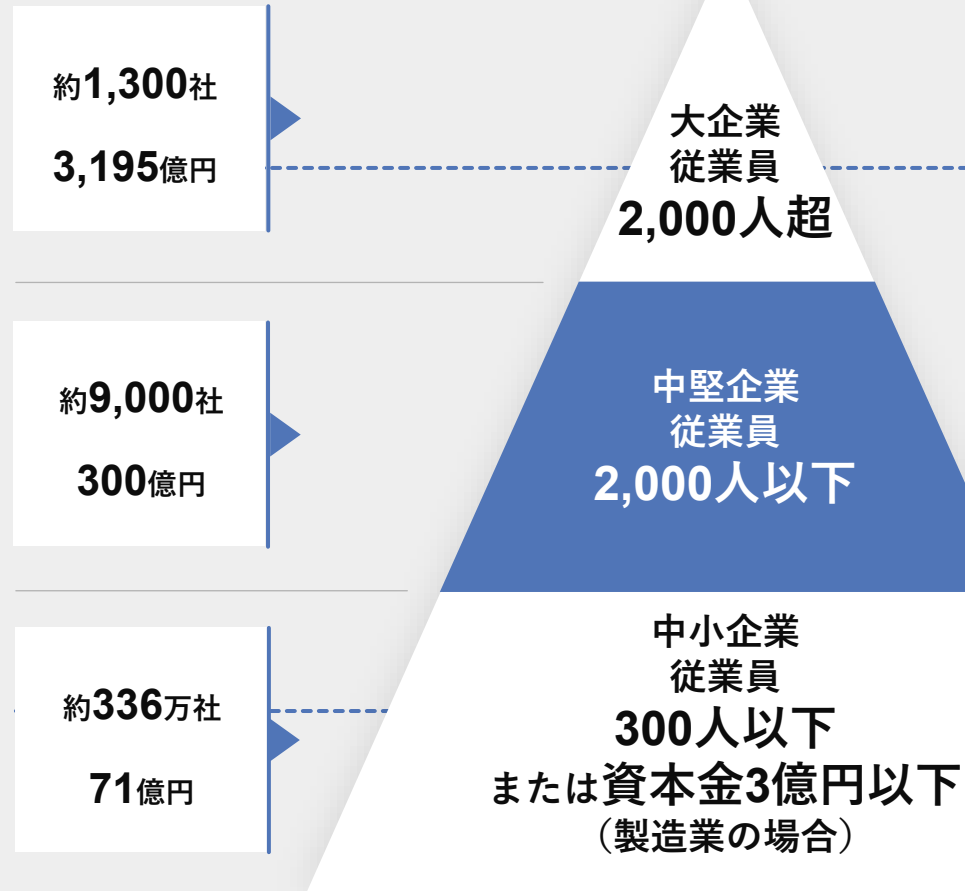 約1,300社
3,195億円
大企業
従業員
2,000人超
約9,000社
300億円
中堅企業
従業員
2,000人以下
約336万社
71億円
中小企業
従業員
300人以下
または資本金3億円以下
（製造業の場合）